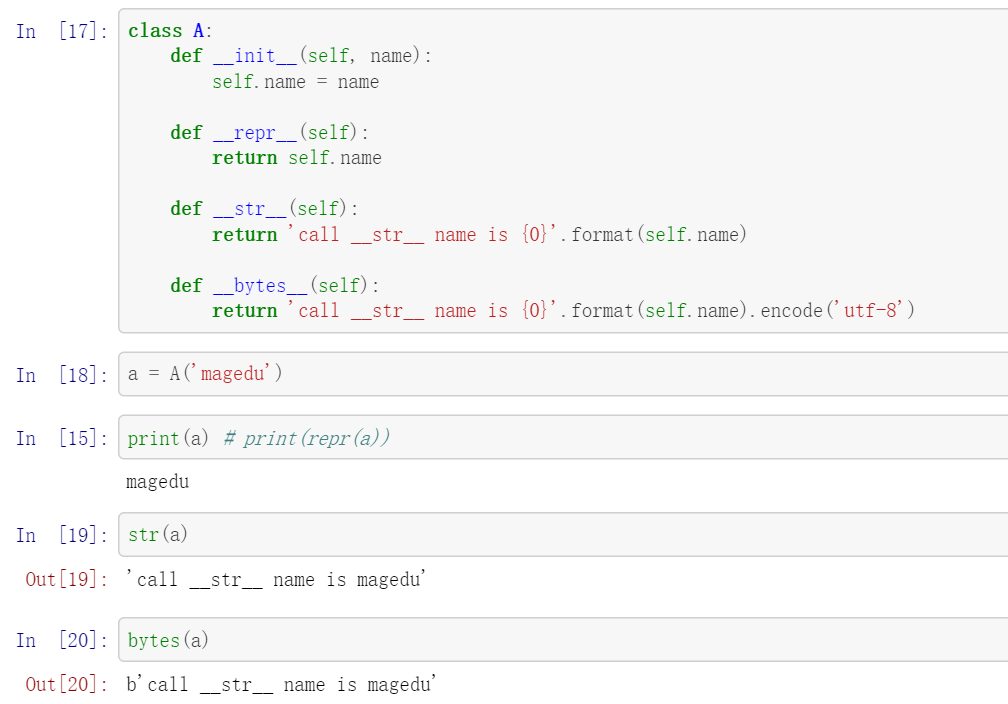 In [17]: class A:
    def __init__(self, name):
        self.name = name
    def __repr__(self):
        return self.name
    def __str__(self):
        return 'call __str__ name is {0}'.format(self.name)
    def __bytes__(self):
        return 'call __str__ name is {0}'.format(self.name).encode('utf-8')
In [18]: a = A('magedu')
In [15]: print(a) # print(repr(a))
magedu
In [19]: str(a)
Out[19]: 'call __str__ name is magedu'
In [20]: bytes(a)
Out[20]: b'call __str__ name is magedu'